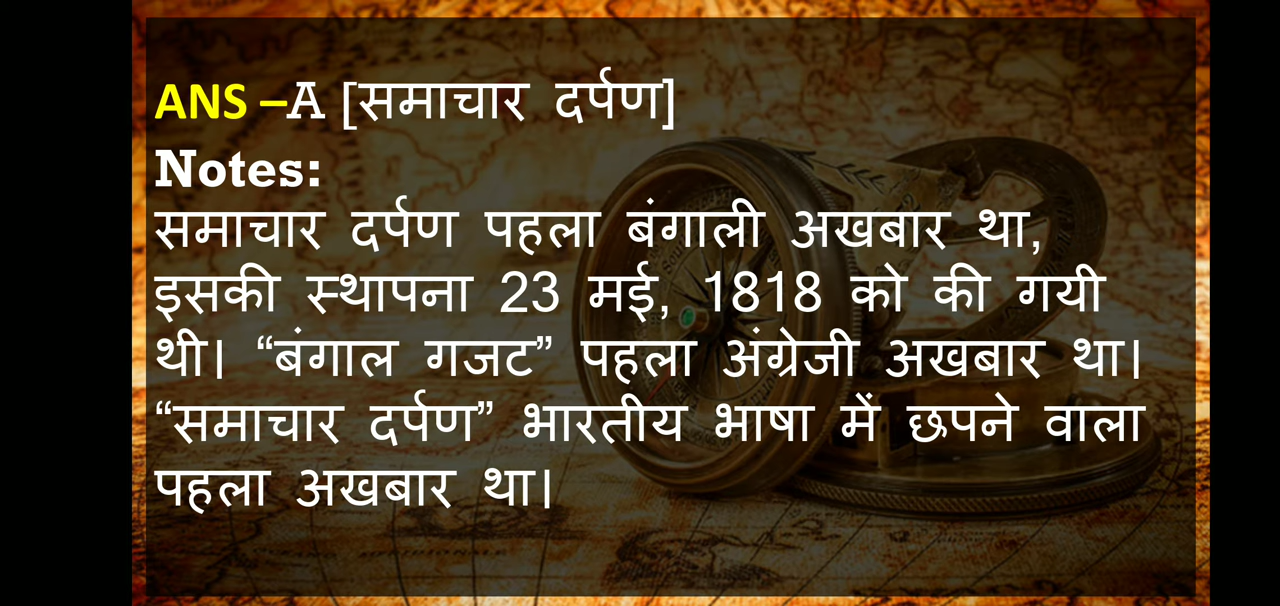 ANS –A [समाचार दर्पण]
Notes:
समाचार दर्पण पहला बंगाली अखबार था,
इसकी स्थापना 23 मई, 1818 को की गयी
थी। “बंगाल गजट” पहला अंग्रेजी अखबार था।
“समाचार दर्पण” भारतीय भाषा में छपने वाला
पहला अखबार था।